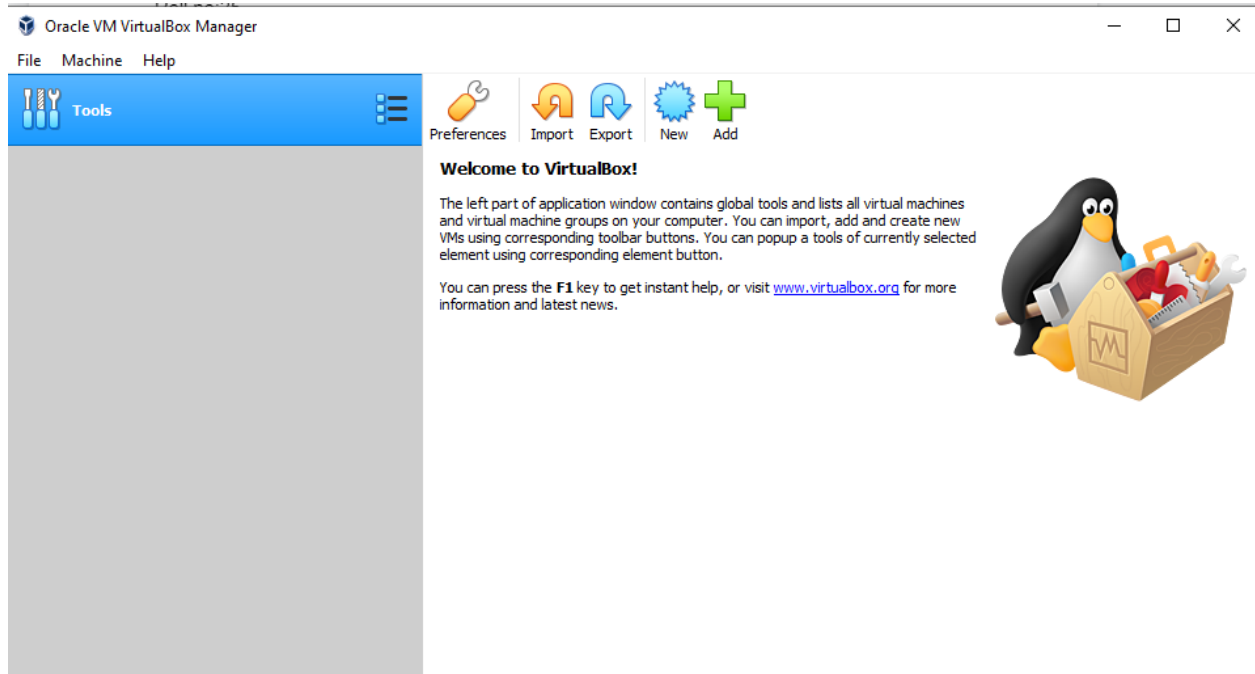 Oracle VM VirtualBox Manager
File Machine Help
Tools
Preferences Import Export New Add
Welcome to VirtualBox!
The left part of application window contains global tools and lists all virtual machines
and virtual machine groups on your computer. You can import, add and create new
VMs using corresponding toolbar buttons. You can popup a tools of currently selected
element using corresponding element button.
You can press the F1 key to get instant help, or visit www.virtualbox.org for more
information and latest news.